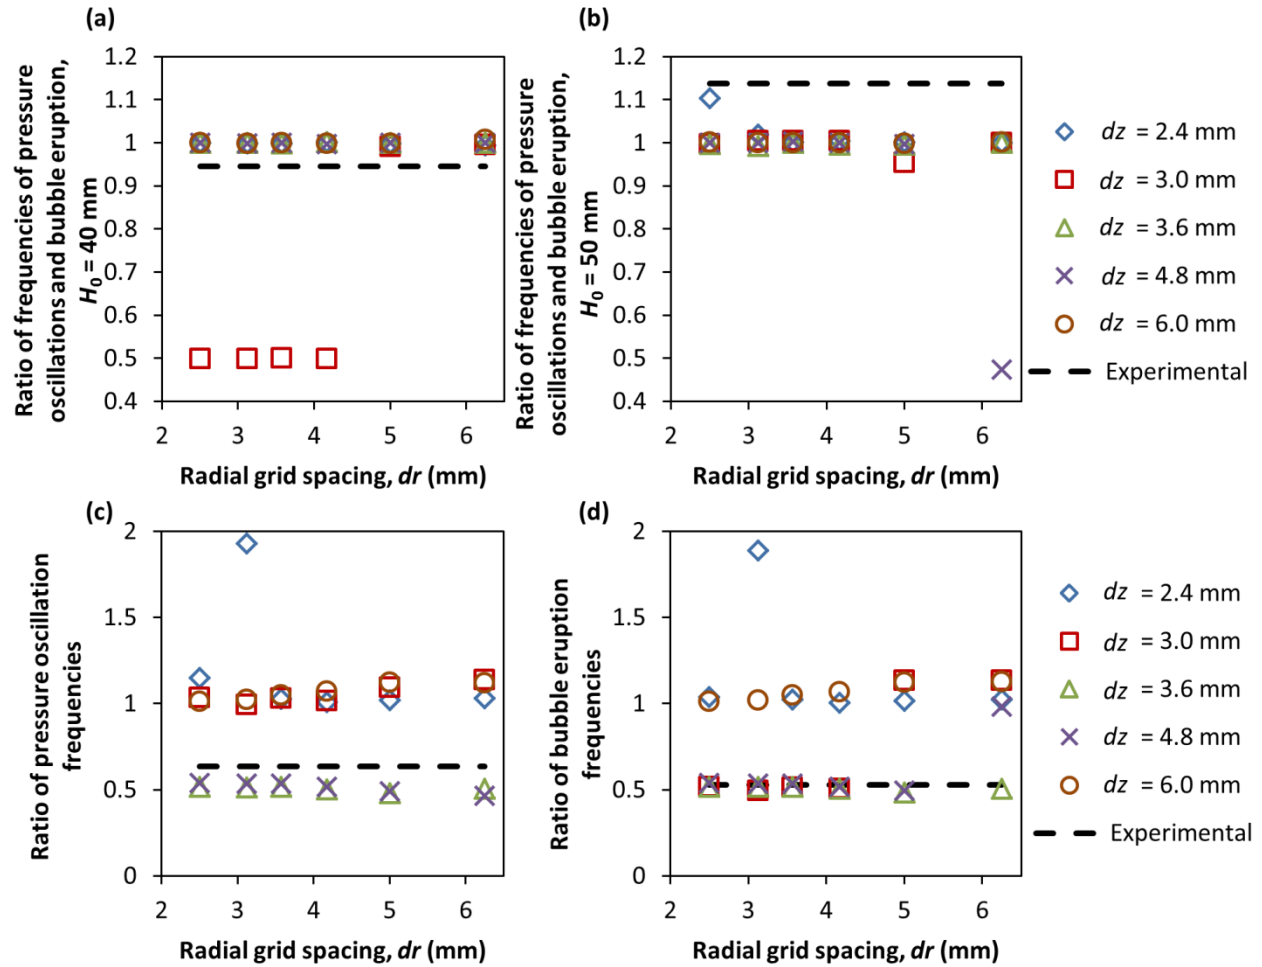 (a)
Ratio of frequencies of pressure
oscillations and bubble eruption,
H0 = 40 mm
1.2
1.1
1
0.9
0.8
0.7
0.6
0.5
0.4
2
3
4
5
6
Radial grid spacing, dr (mm)
(b)
Ratio of frequencies of pressure
oscillations and bubble eruption,
H0 = 50 mm
1.2
1.1
1
0.9
0.8
0.7
0.6
0.5
0.4
2
3
4
5
6
Radial grid spacing, dr (mm)
dz = 2.4 mm
dz = 3.0 mm
dz = 3.6 mm
dz = 4.8 mm
dz = 6.0 mm
Experimental
(c)
Ratio of pressure oscillation
frequencies
2
1.5
1
0.5
0
2
3
4
5
6
Radial grid spacing, dr (mm)
(d)
Ratio of bubble eruption
frequencies
2
1.5
1
0.5
0
2
3
4
5
6
Radial grid spacing, dr (mm)
dz = 2.4 mm
dz = 3.0 mm
dz = 3.6 mm
dz = 4.8 mm
dz = 6.0 mm
Experimental